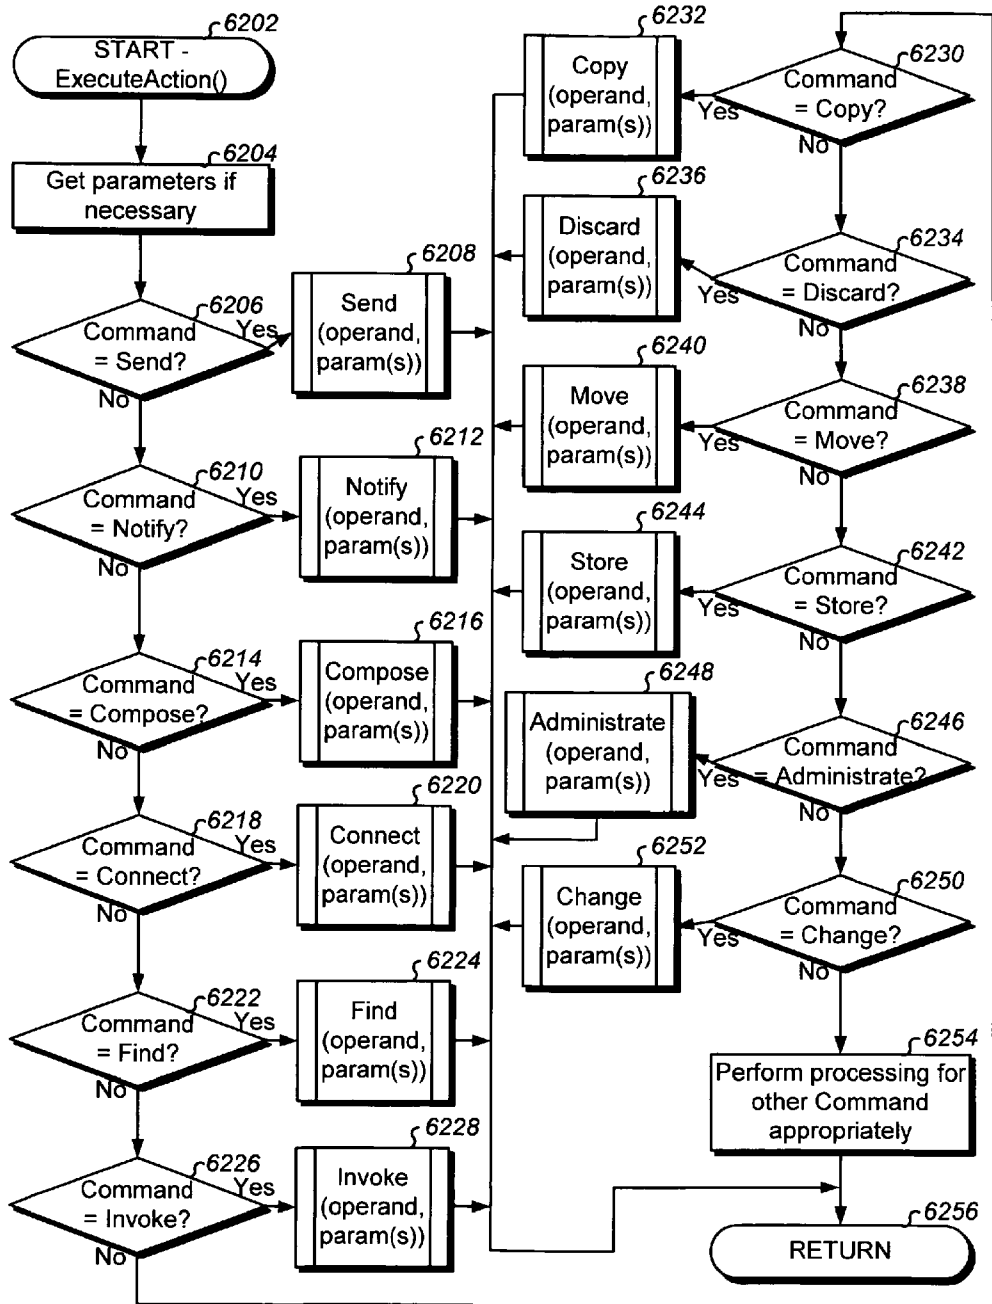 6202
START -
ExecuteAction()
6204
Get parameters if
necessary
6206
Command
= Send?
Yes
No
6208
Send
(operand,
param(s))
6210
Command
= Notify?
Yes
No
6212
Notify
(operand,
param(s))
6214
Command
= Compose?
Yes
No
6216
Compose
(operand,
param(s))
6218
Command
= Connect?
Yes
No
6220
Connect
(operand,
param(s))
6222
Command
= Find?
Yes
No
6224
Find
(operand,
param(s))
6226
Command
= Invoke?
Yes
No
6228
Invoke
(operand,
param(s))
6230
Command
= Copy?
Yes
No
6232
Copy
(operand,
param(s))
6234
Command
= Discard?
Yes
No
6236
Discard
(operand,
param(s))
6238
Command
= Move?
Yes
No
6240
Move
(operand,
param(s))
6242
Command
= Store?
Yes
No
6244
Store
(operand,
param(s))
6246
Command
= Administrate?
Yes
No
6248
Administrate
(operand,
param(s))
6250
Command
= Change?
Yes
No
6252
Change
(operand,
param(s))
6254
Perform processing for
other Command
appropriately
6256
RETURN